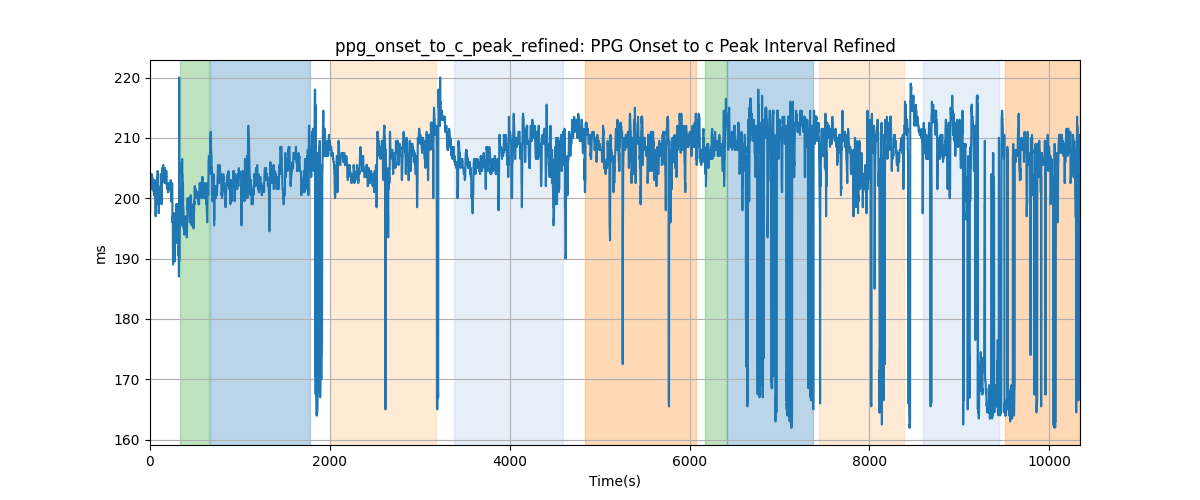 ppg_onset_to_c_peak_refined: PPG Onset to c Peak Interval Refined
220
210
200
190
180
170
160
ms
0 2000 4000 6000 8000 10000
Time(s)